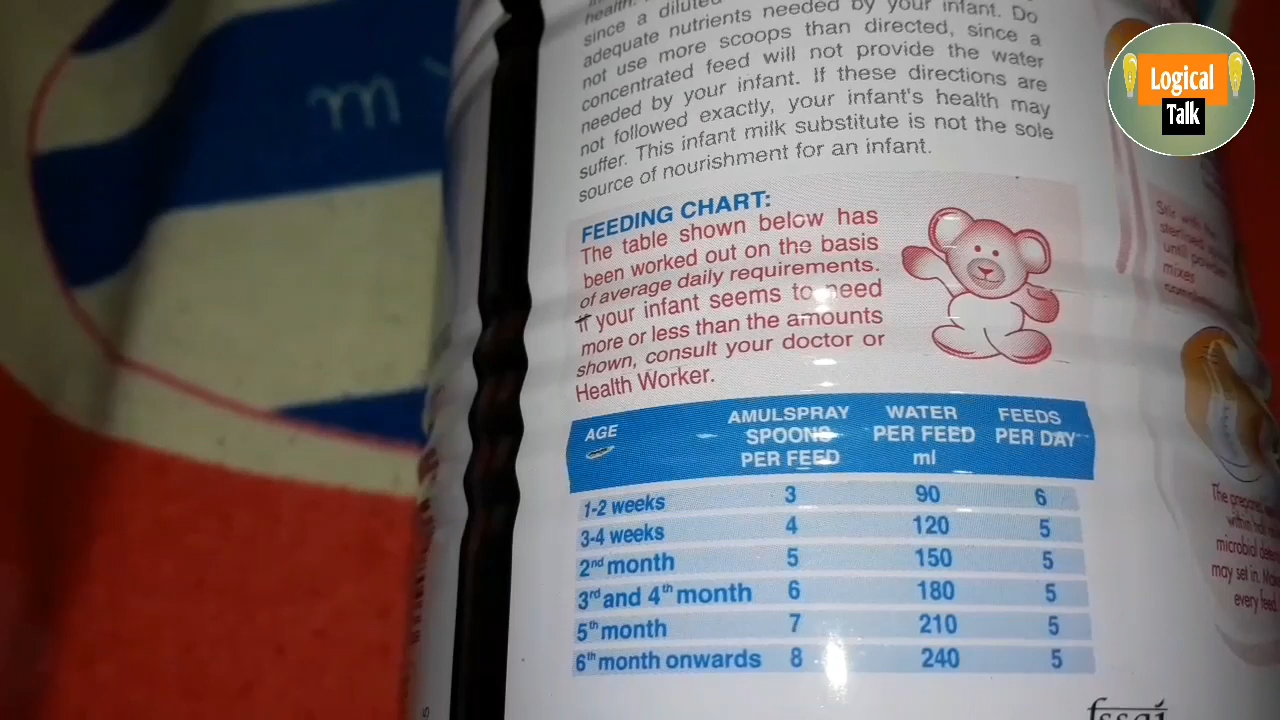 health.
since a diluted
adequate nutrients needed by your infant. Do
not use more scoops than directed, since a
concentrated feed will not provide the water
needed by your infant. If these directions are
not followed exactly, your infant's health may
suffer. This infant milk substitute is not the sole
source of nourishment for an infant.
FEEDING CHART:
The table shown below has
been worked out on the basis
of average daily requirements.
If your infant seems to need
more or less than the amounts
shown, consult your doctor or
Health Worker.
AGE AMULSPRAY SPOONS PER FEED WATER PER FEED ml FEEDS PER DAY
1-2 weeks 3 90 6
3-4 weeks 4 120 5
2nd month 5 150 5
3rd and 4th month 6 180 5
5th month 7 210 5
6th month onwards 8 240 5
fssai
Logical
Talk
m
Stir with
until
mixes
The
within
microbial
may set in.
every feed